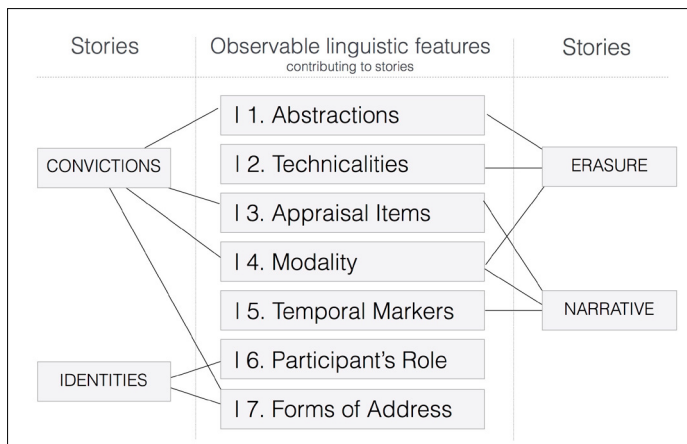 Stories
Observable linguistic features
contributing to stories
Stories
CONVICTIONS
IDENTITIES
| 1. Abstractions
| 2. Technicalities
| 3. Appraisal Items
| 4. Modality
| 5. Temporal Markers
| 6. Participant's Role
| 7. Forms of Address
ERASURE
NARRATIVE